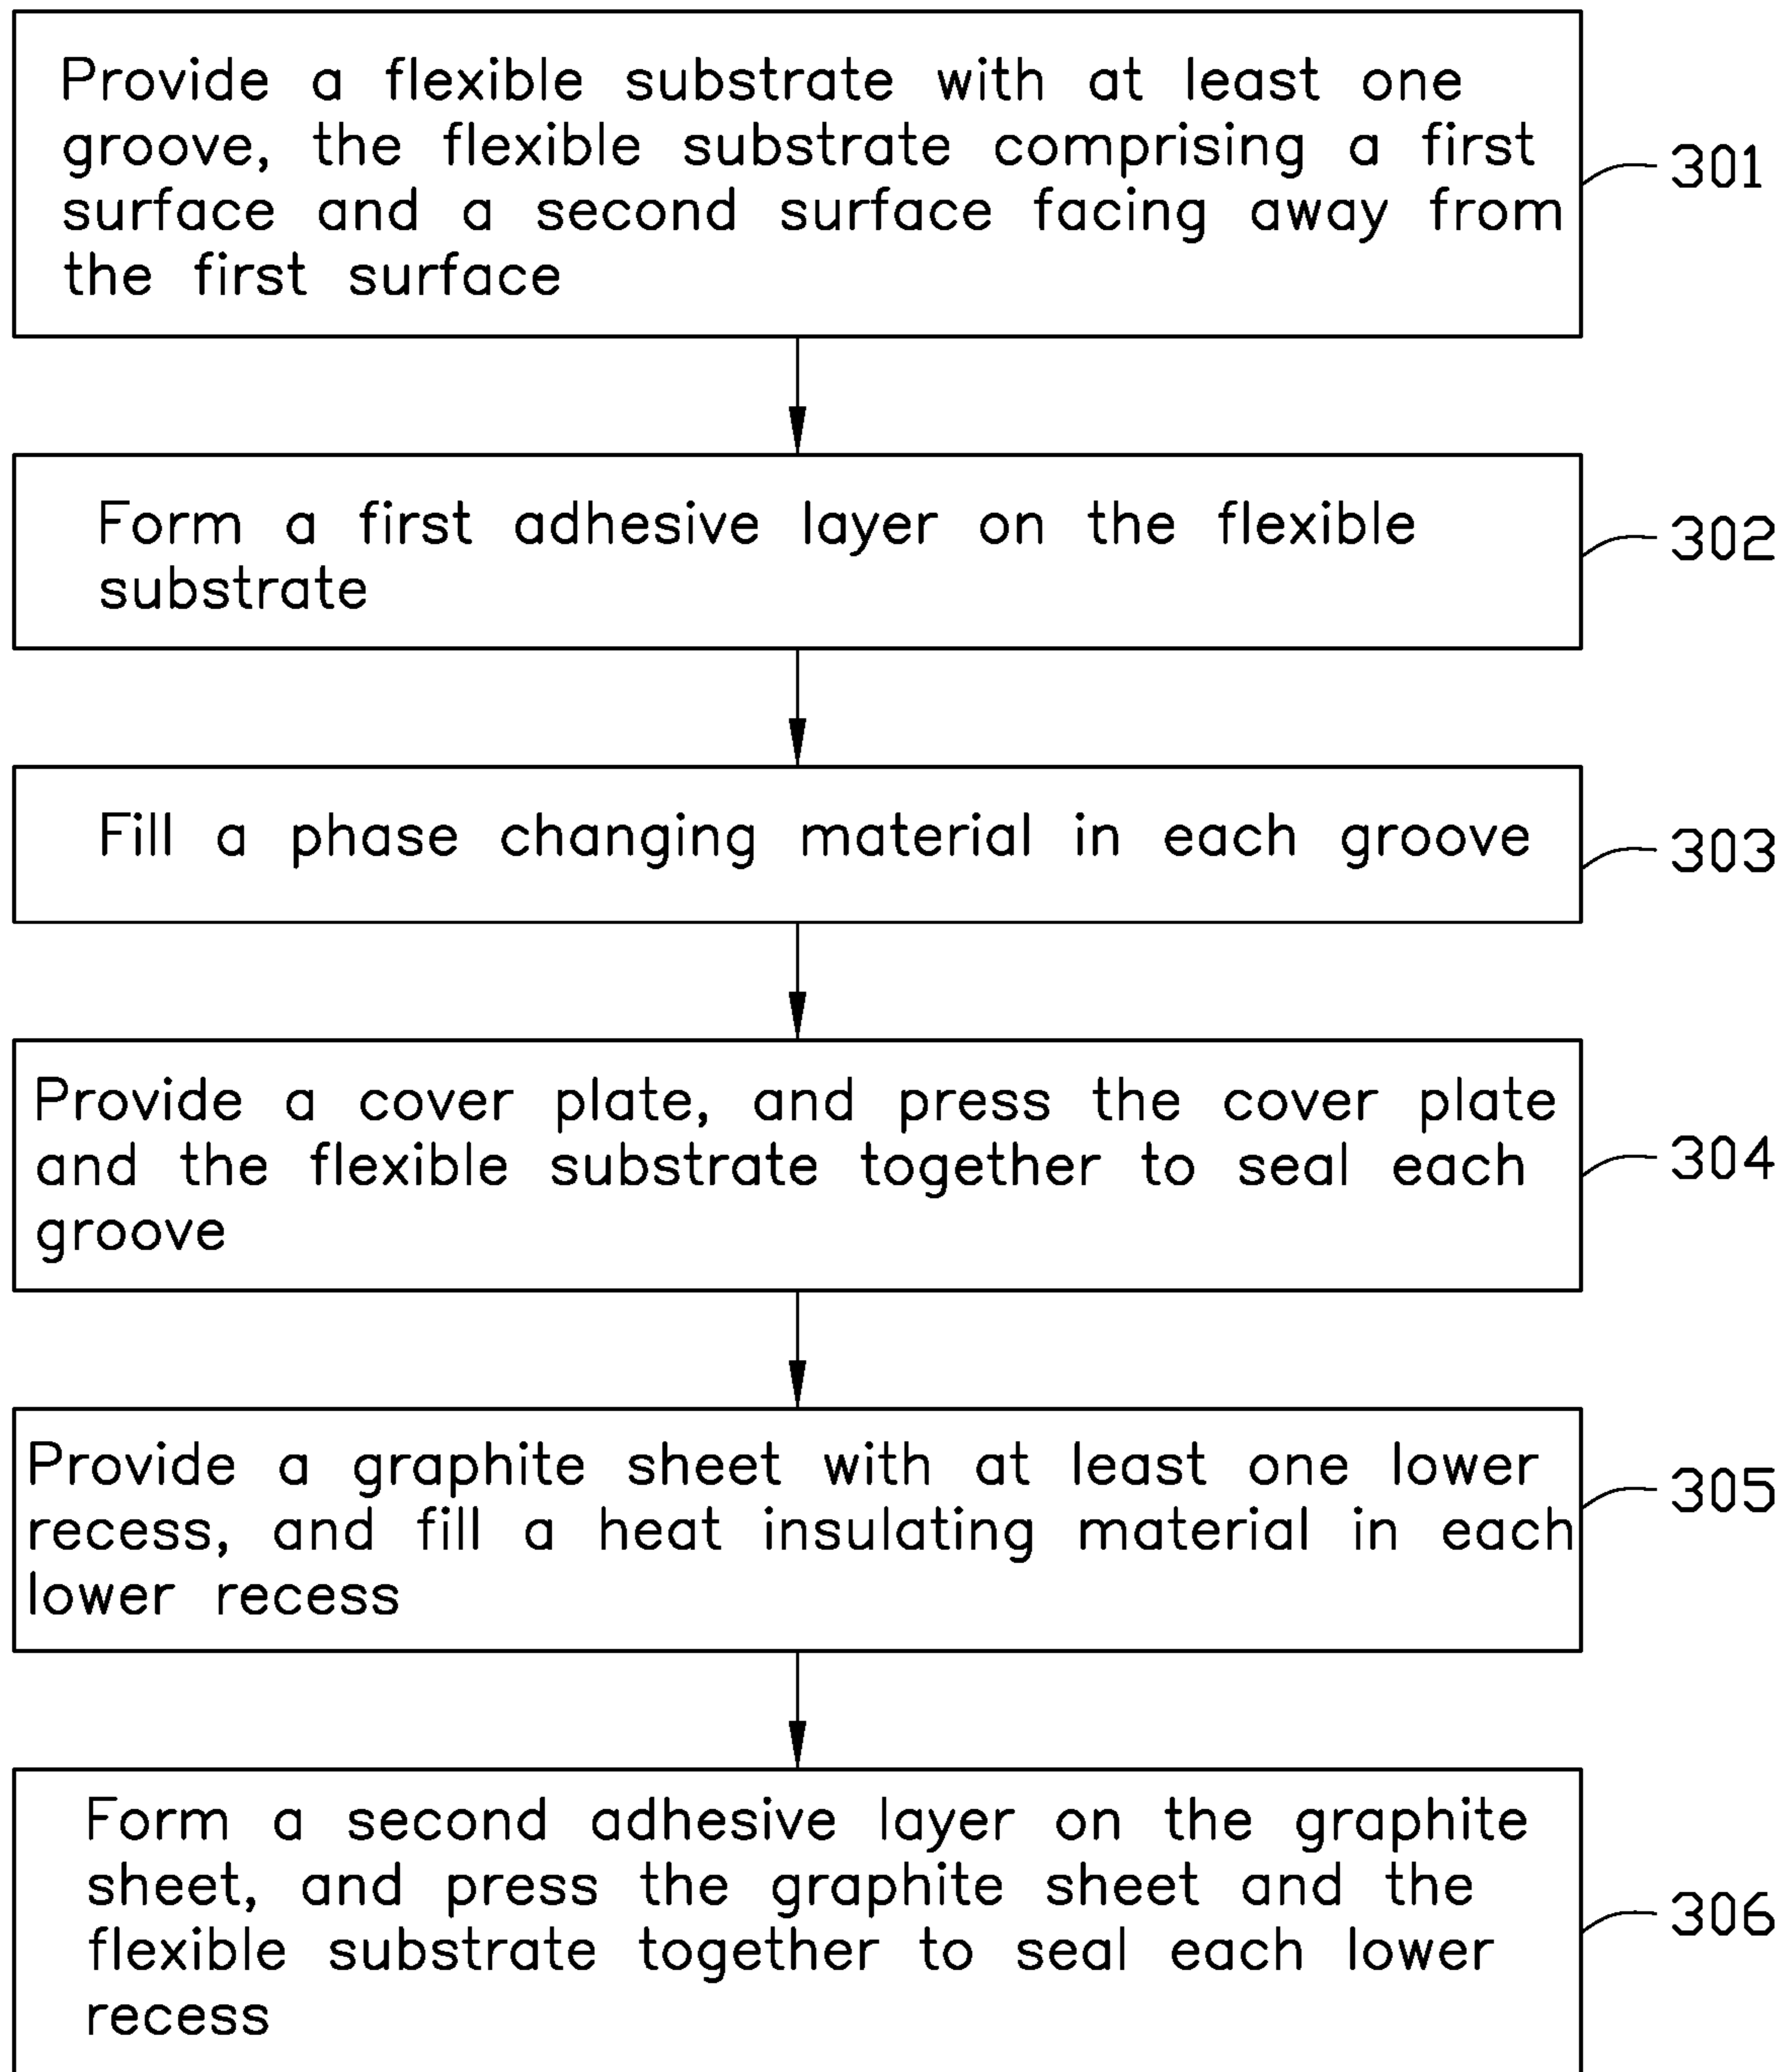 Provide a flexible substrate with at least one
groove, the flexible substrate comprising a first
surface and a second surface facing away from
the first surface
301
Form a first adhesive layer on the flexible
substrate
302
Fill a phase changing material in each groove
303
Provide a cover plate, and press the cover plate
and the flexible substrate together to seal each
groove
304
Provide a graphite sheet with at least one lower
recess, and fill a heat insulating material in each
lower recess
305
Form a second adhesive layer on the graphite
sheet, and press the graphite sheet and the
flexible substrate together to seal each lower
recess
306